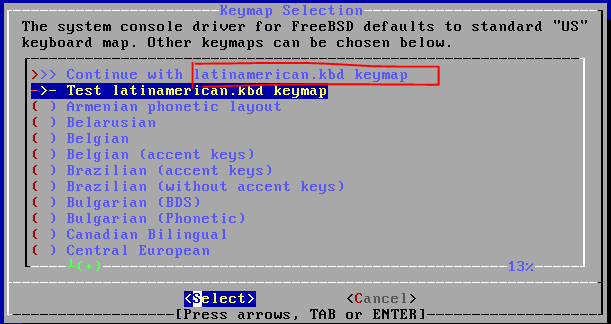 Keymap Selection
The system console driver for FreeBSD defaults to standard "US"
keyboard map. Other keymaps can be chosen below.
>>> Continue with latinamerican.kbd keymap
->- Test latinamerican.kbd keymap
( ) Armenian phonetic layout
( ) Belarusian
( ) Belgian
( ) Belgian (accent keys)
( ) Brazilian (accent keys)
( ) Brazilian (without accent keys)
( ) Bulgarian (BDS)
( ) Bulgarian (Phonetic)
( ) Canadian Bilingual
( ) Central European
┴(+) 13%
<Select> <Cancel>
[Press arrows, TAB or ENTER]